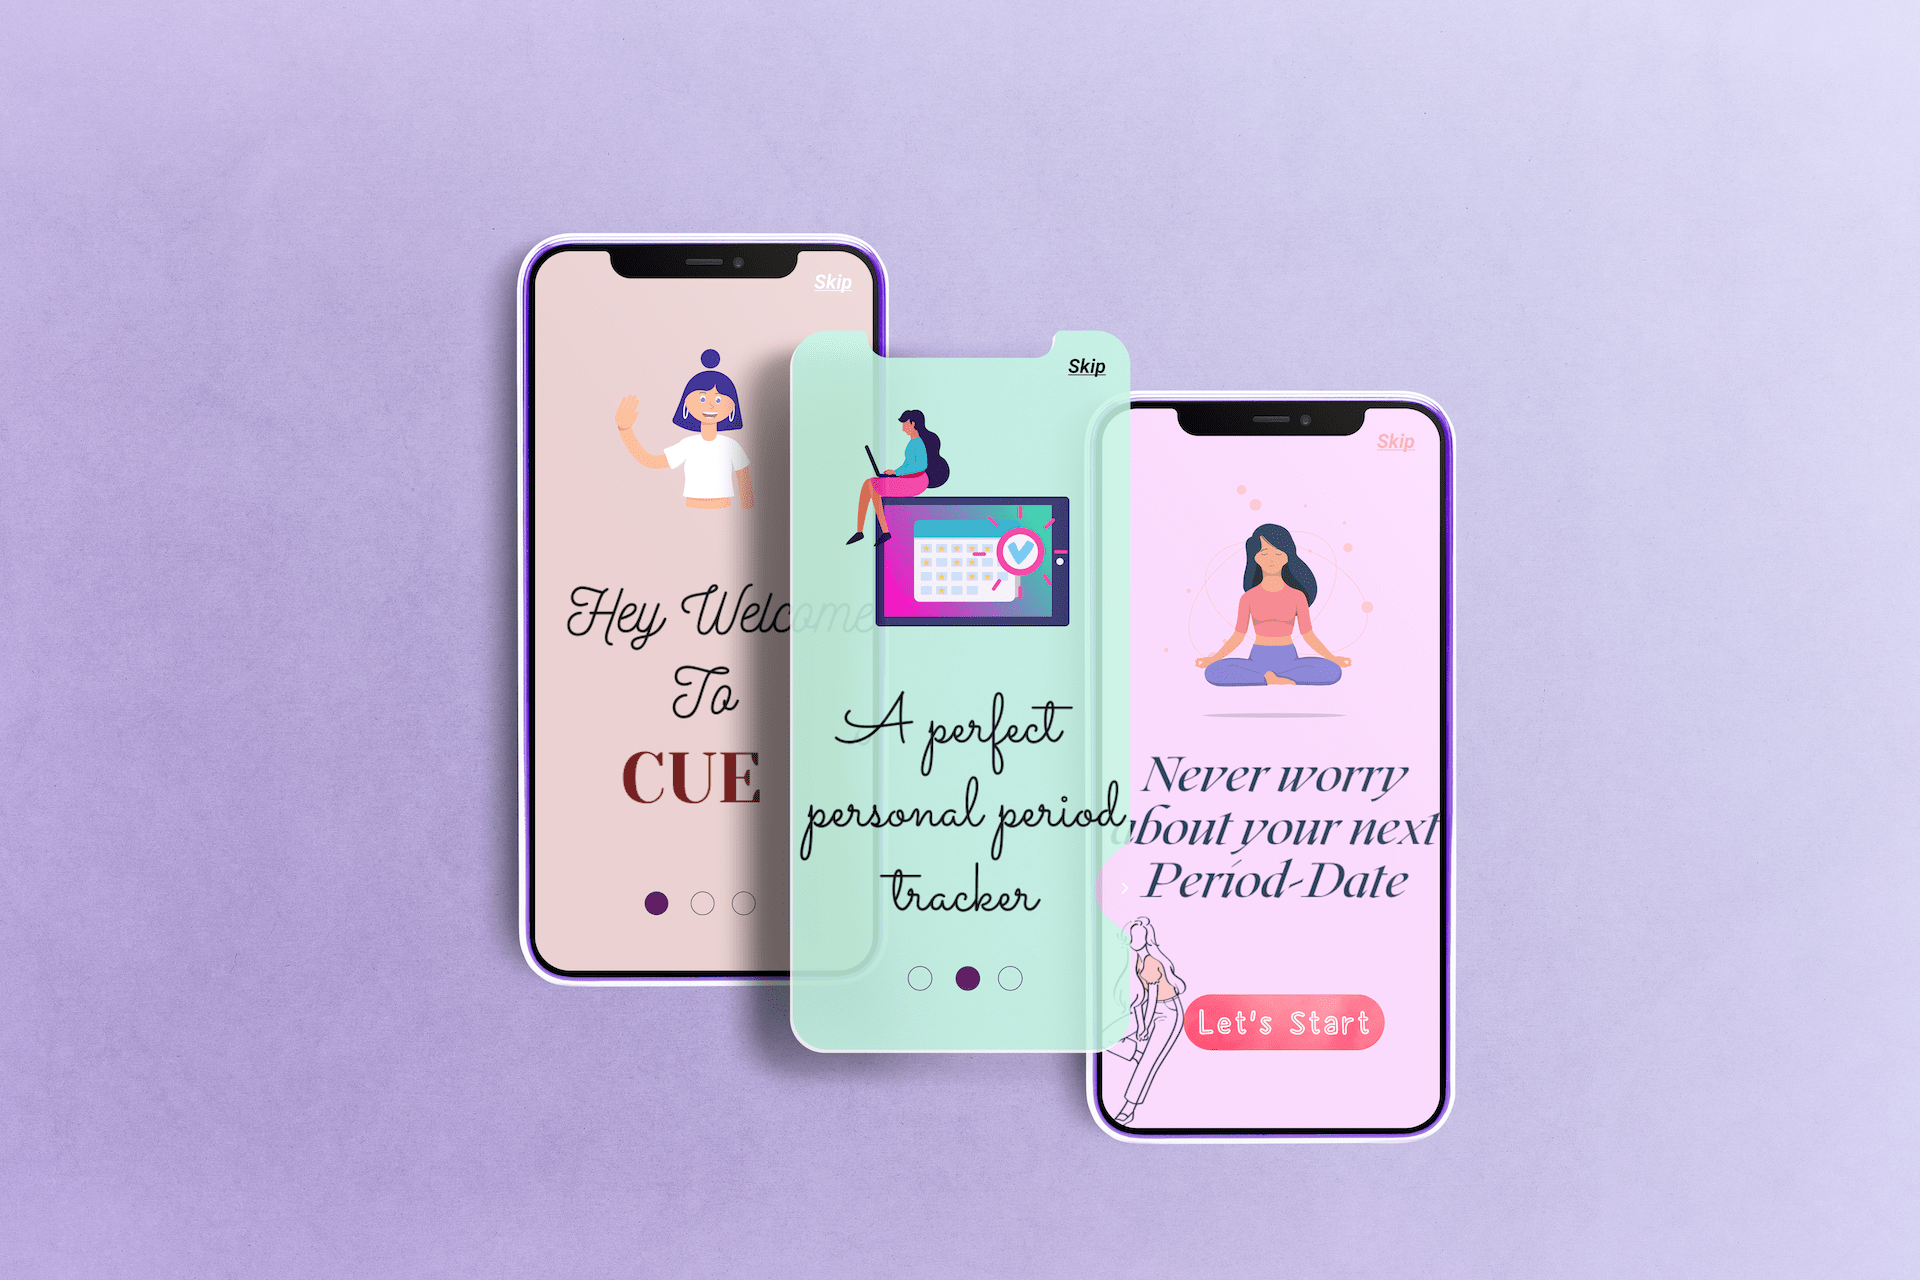 Skip
Hey Welcome
To
CUE
Skip
A perfect
personal period
tracker
Skip
Never worry
about your next
Period-Date
Let's Start